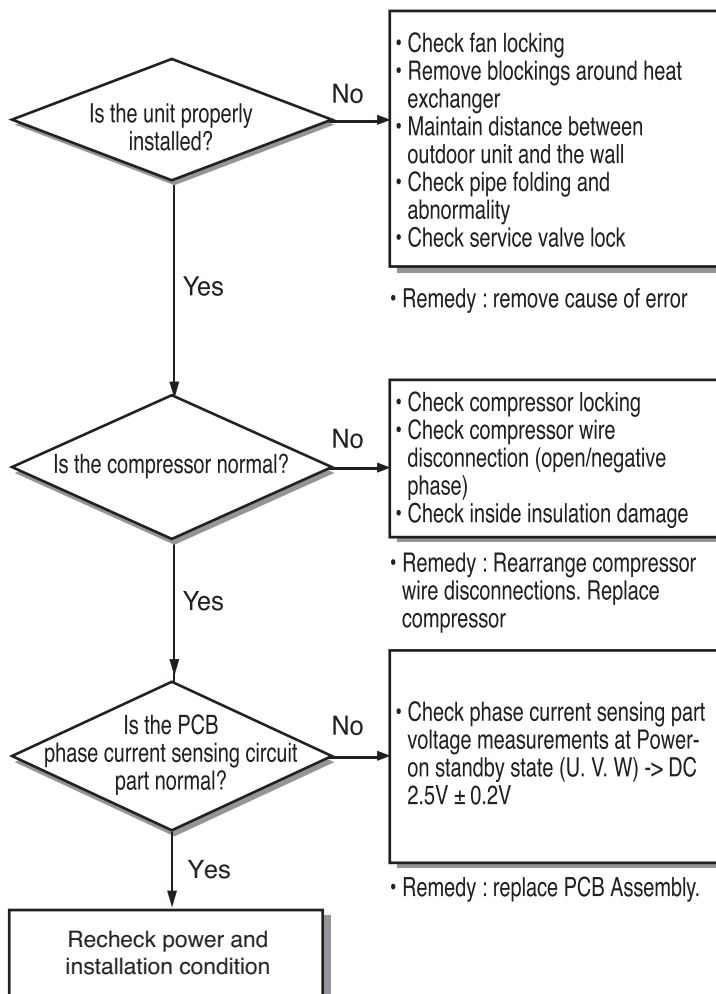 Is the unit properly
installed?
No
• Check fan locking
• Remove blockings around heat
exchanger
• Maintain distance between
outdoor unit and the wall
• Check pipe folding and
abnormality
• Check service valve lock
• Remedy : remove cause of error
Yes
Is the compressor normal?
No
• Check compressor locking
• Check compressor wire
disconnection (open/negative
phase)
• Check inside insulation damage
• Remedy : Rearrange compressor
wire disconnections. Replace
compressor
Yes
Is the PCB
phase current sensing circuit
part normal?
No
• Check phase current sensing part
voltage measurements at Power-
on standby state (U. V. W) -> DC
2.5V ± 0.2V
• Remedy : replace PCB Assembly.
Yes
Recheck power and
installation condition